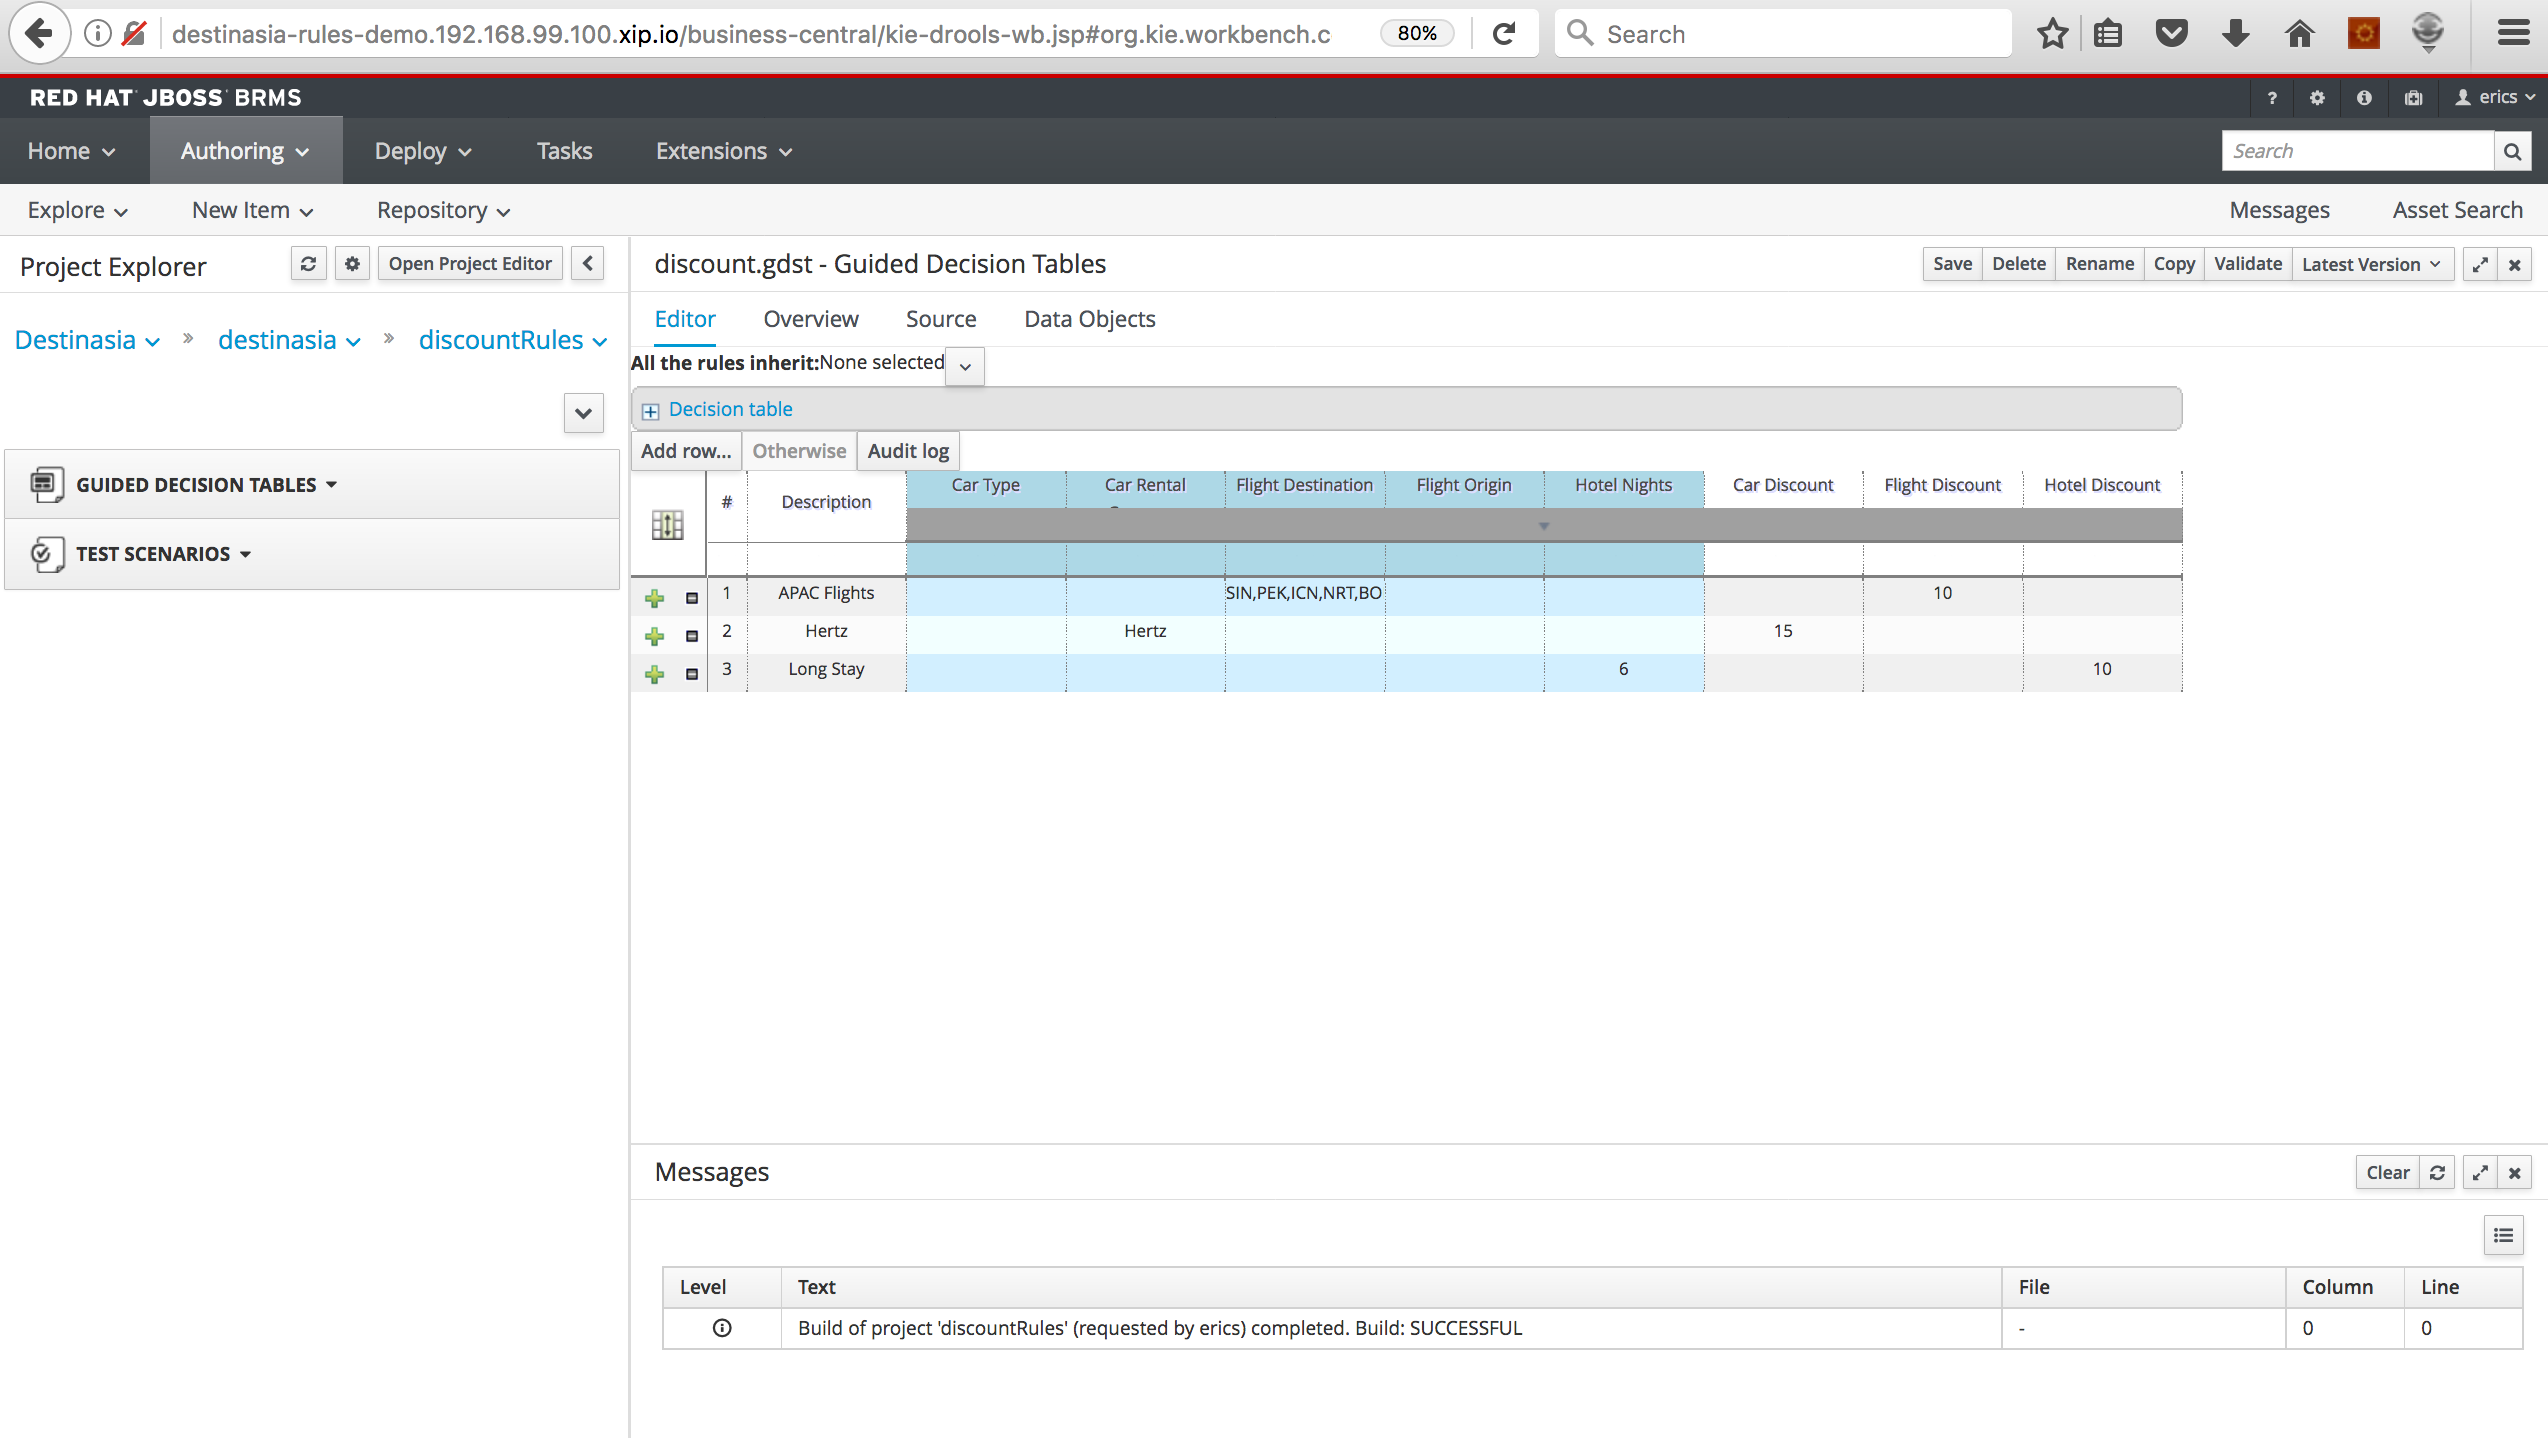 destinasia-rules-demo.192.168.99.100.xip.io/business-central/kie-drools-wb.jsp#org.kie.workbench.c 80% Search
RED HAT JBOSS BRMS ? erics
Home Authoring Deploy Tasks Extensions Search
Explore New Item Repository Messages Asset Search
Project Explorer Open Project Editor
Destinasia » destinasia » discountRules
GUIDED DECISION TABLES
TEST SCENARIOS
discount.gdst - Guided Decision Tables Save Delete Rename Copy Validate Latest Version
Editor Overview Source Data Objects
All the rules inherit:None selected
Decision table
Add row... Otherwise Audit log
# Description Car Type Car Rental Flight Destination Flight Origin Hotel Nights Car Discount Flight Discount Hotel Discount
1 APAC Flights SIN,PEK,ICN,NRT,BO 10
2 Hertz Hertz 15
3 Long Stay 6 10
Messages Clear
Level Text File Column Line
Build of project 'discountRules' (requested by erics) completed. Build: SUCCESSFUL - 0 0